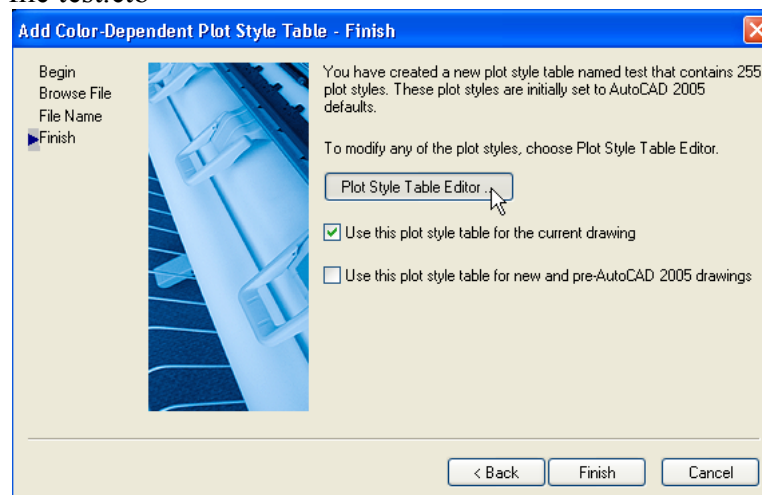 Add Color-Dependent Plot Style Table - Finish
Begin
Browse File
File Name
Finish
You have created a new plot style table named test that contains 255
plot styles. These plot styles are initially set to AutoCAD 2005
defaults.
To modify any of the plot styles, choose Plot Style Table Editor.
Plot Style Table Editor ...
Use this plot style table for the current drawing
Use this plot style table for new and pre-AutoCAD 2005 drawings
< Back
Finish
Cancel